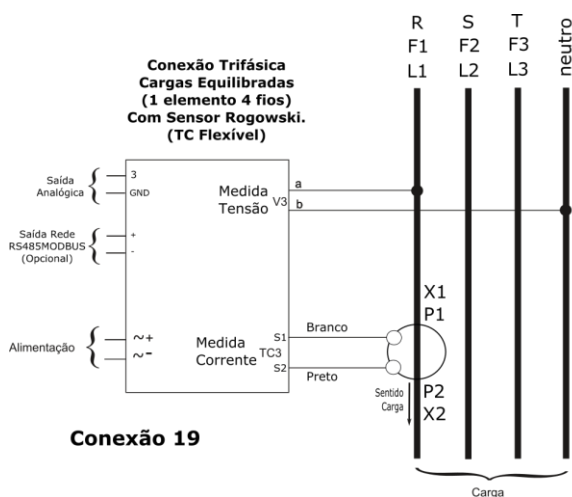 R S T neutro
F1 F2 F3
L1 L2 L3
Conexão Trifásica
Cargas Equilibradas
(1 elemento 4 fios)
Com Sensor Rogowski.
(TC Flexível)
Saída
Analógica
3
GND
Medida
Tensão
V3
a
b
Saída Rede
RS485MODBUS
(Opcional)
+
-
X1
P1
Alimentação
~+
~-
Medida
Corrente
TC3
S1
S2
Branco
Preto
Sentido
Carga
P2
X2
Conexão 19
Carga